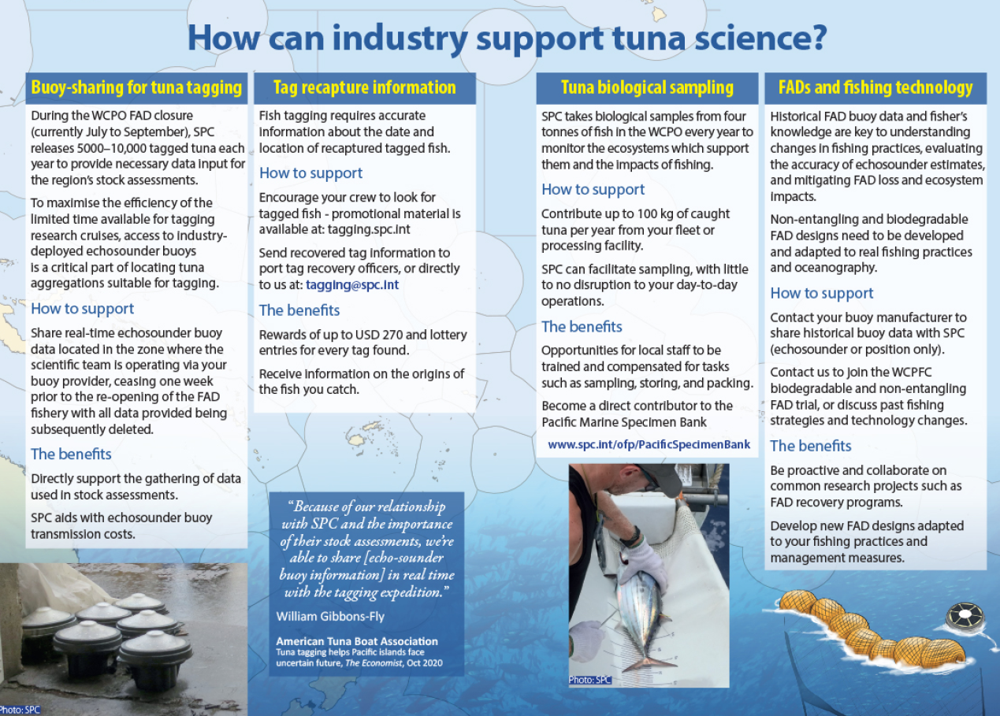 How can industry support tuna science?
Buoy-sharing for tuna tagging
During the WCPO FAD closure
(currently July to September), SPC
releases 5000–10,000 tagged tuna each
year to provide necessary data input for
the region's stock assessments.
To maximise the efficiency of the
limited time available for tagging
research cruises, access to industry-
deployed echosounder buoys
is a critical part of locating tuna
aggregations suitable for tagging.
How to support
Share real-time echosounder buoy
data located in the zone where the
scientific team is operating via your
buoy provider, ceasing one week
prior to the re-opening of the FAD
fishery with all data provided being
subsequently deleted.
The benefits
Directly support the gathering of data
used in stock assessments.
SPC aids with echosounder buoy
transmission costs.
Photo: SPC
Tag recapture information
Fish tagging requires accurate
information about the date and
location of recaptured tagged fish.
How to support
Encourage your crew to look for
tagged fish - promotional material is
available at: tagging.spc.int
Send recovered tag information to
port tag recovery officers, or directly
to us at: tagging@spc.int
The benefits
Rewards of up to USD 270 and lottery
entries for every tag found.
Receive information on the origins of
the fish you catch.
“Because of our relationship
with SPC and the importance
of their stock assessments, we're
able to share [echo-sounder
buoy information] in real time
with the tagging expedition.”
William Gibbons-Fly
American Tuna Boat Association
Tuna tagging helps Pacific islands face
uncertain future, The Economist, Oct 2020
Tuna biological sampling
SPC takes biological samples from four
tonnes of fish in the WCPO every year to
monitor the ecosystems which support
them and the impacts of fishing.
How to support
Contribute up to 100 kg of caught
tuna per year from your fleet or
processing facility.
SPC can facilitate sampling, with little
to no disruption to your day-to-day
operations.
The benefits
Opportunities for local staff to be
trained and compensated for tasks
such as sampling, storing, and packing.
Become a direct contributor to the
Pacific Marine Specimen Bank
www.spc.int/ofp/PacificSpecimenBank
Photo: SPC
FADs and fishing technology
Historical FAD buoy data and fisher's
knowledge are key to understanding
changes in fishing practices, evaluating
the accuracy of echosounder estimates,
and mitigating FAD loss and ecosystem
impacts.
Non-entangling and biodegradable
FAD designs need to be developed
and adapted to real fishing practices
and oceanography.
How to support
Contact your buoy manufacturer to
share historical buoy data with SPC
(echosounder or position only).
Contact us to join the WCPFC
biodegradable and non-entangling
FAD trial, or discuss past fishing
strategies and technology changes.
The benefits
Be proactive and collaborate on
common research projects such as
FAD recovery programs.
Develop new FAD designs adapted
to your fishing practices and
management measures.